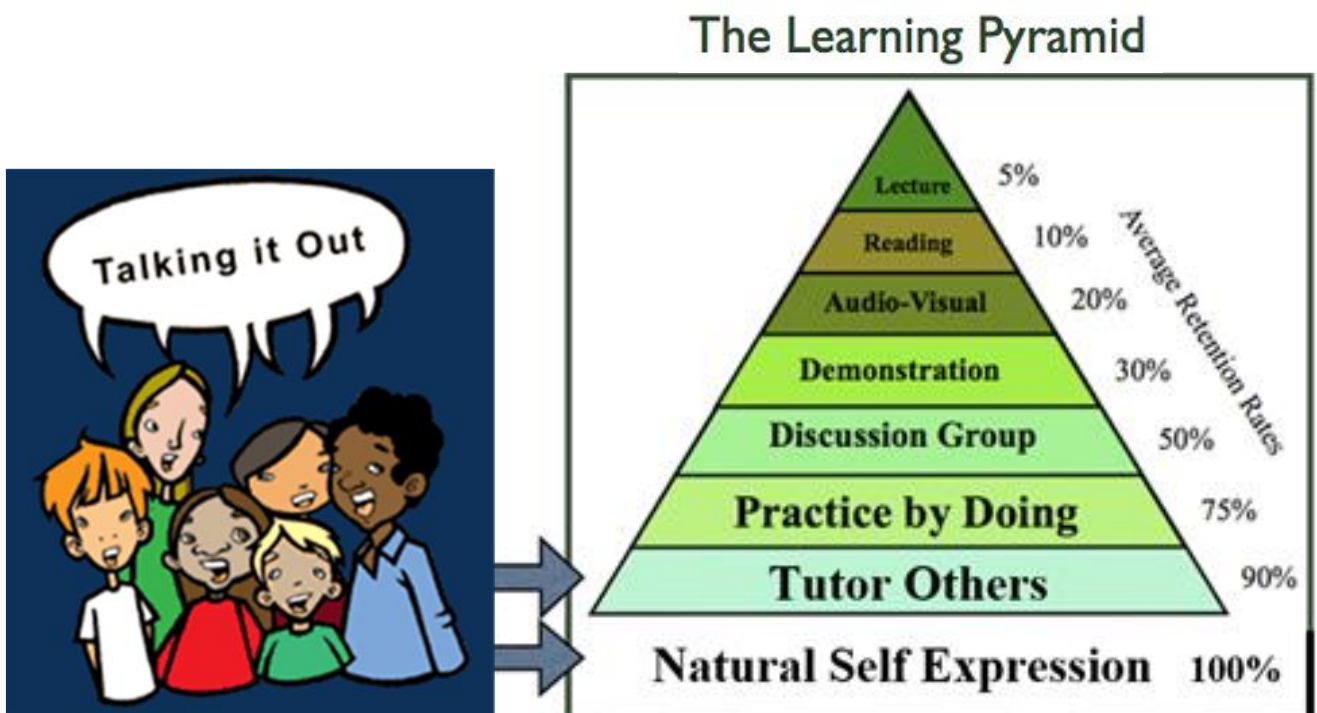 The Learning Pyramid
Talking it Out
Lecture 5%
Reading 10%
Audio-Visual 20%
Demonstration 30%
Discussion Group 50%
Practice by Doing 75%
Tutor Others 90%
Average Retention Rates
Natural Self Expression 100%